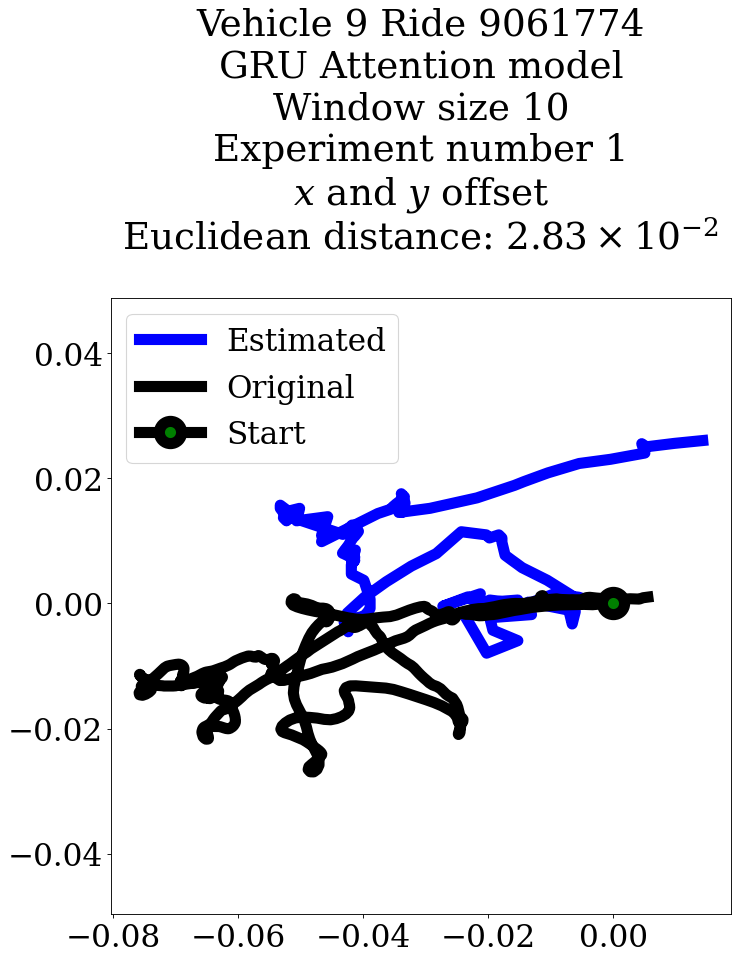 Vehicle 9 Ride 9061774
GRU Attention model
Window size 10
Experiment number 1
x and y offset
Euclidean distance: 2.83 × 10⁻²
Estimated
Original
Start
0.04
0.02
0.00
−0.02
−0.04
−0.08 −0.06 −0.04 −0.02 0.00